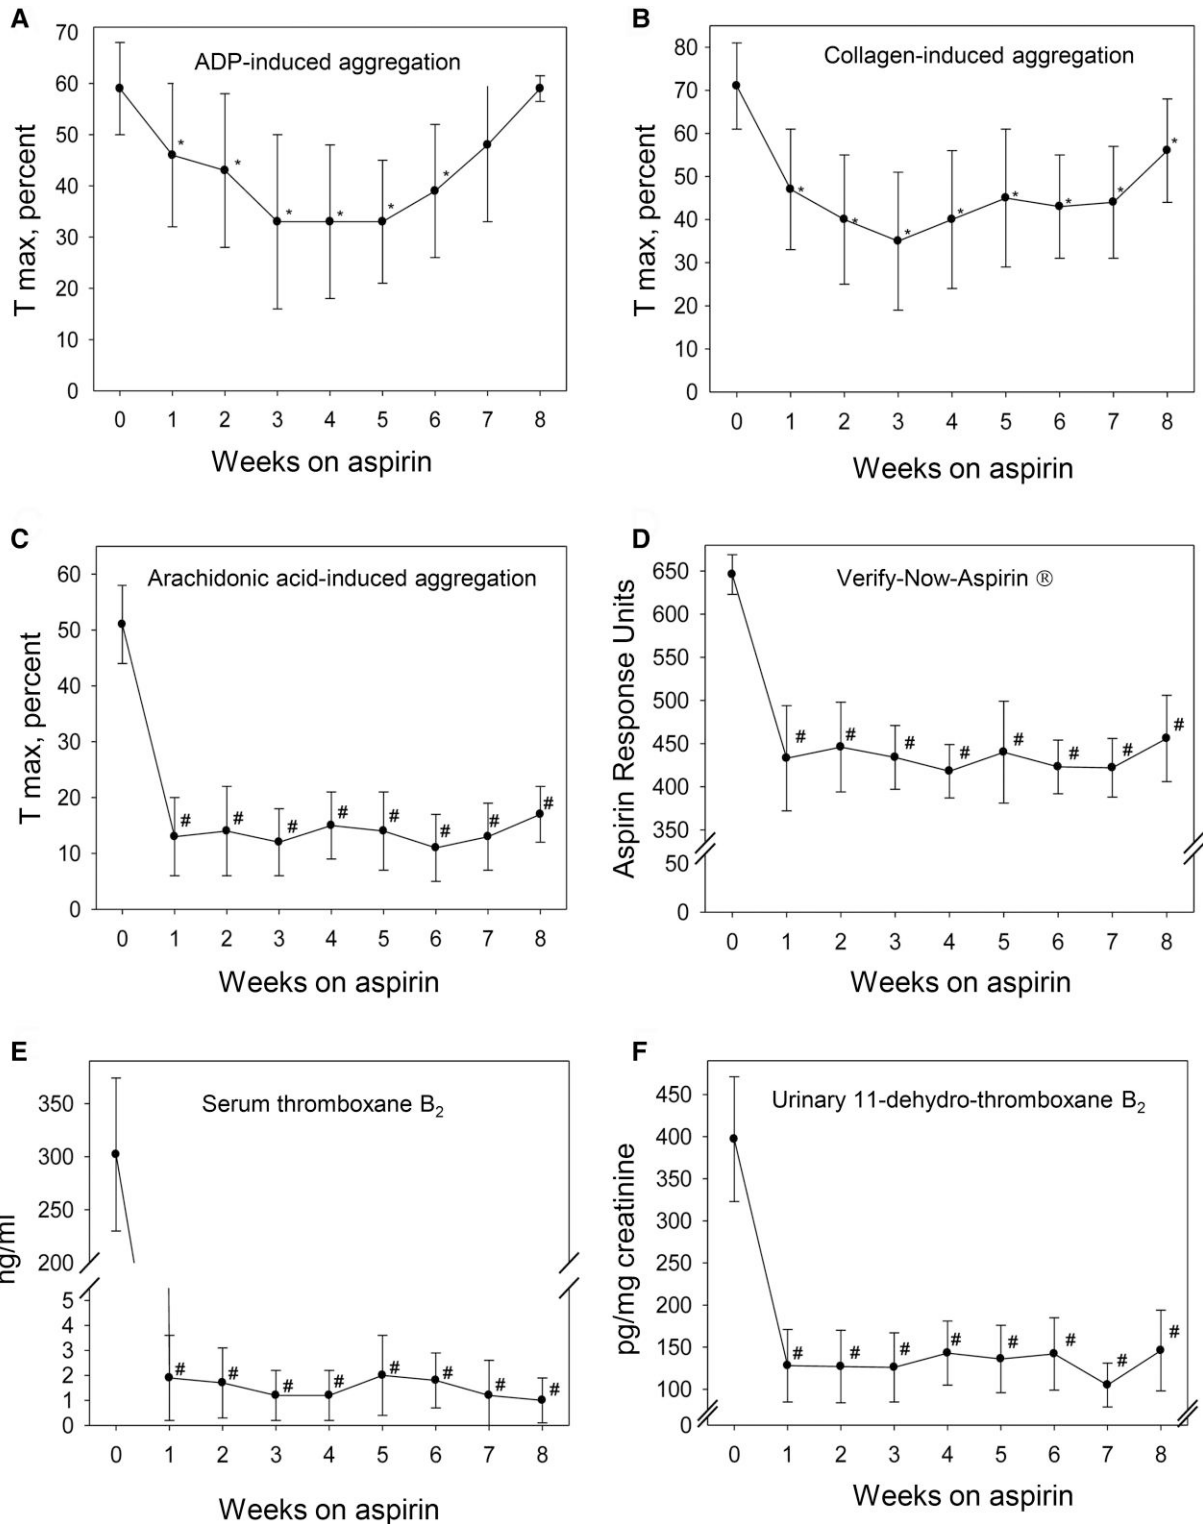 A
70
60
50
40
30
20
10
0
T max, percent
ADP-induced aggregation
*
*
*
*
*
*
0 1 2 3 4 5 6 7 8
Weeks on aspirin
B
80
70
60
50
40
30
20
10
0
T max, percent
Collagen-induced aggregation
*
*
*
*
*
*
*
*
0 1 2 3 4 5 6 7 8
Weeks on aspirin
C
60
50
40
30
20
10
0
T max, percent
Arachidonic acid-induced aggregation
# # # # # # # #
0 1 2 3 4 5 6 7 8
Weeks on aspirin
D
650
600
550
500
450
400
350
50
0
Aspirin Response Units
Verify-Now-Aspirin ®
# # # # # # # #
0 1 2 3 4 5 6 7 8
Weeks on aspirin
E
350
300
250
200
5
4
3
2
1
0
ng/ml
Serum thromboxane B₂
# # # # # # # #
0 1 2 3 4 5 6 7 8
Weeks on aspirin
F
450
400
350
300
250
200
150
100
0
pg/mg creatinine
Urinary 11-dehydro-thromboxane B₂
# # # # # # # #
0 1 2 3 4 5 6 7 8
Weeks on aspirin